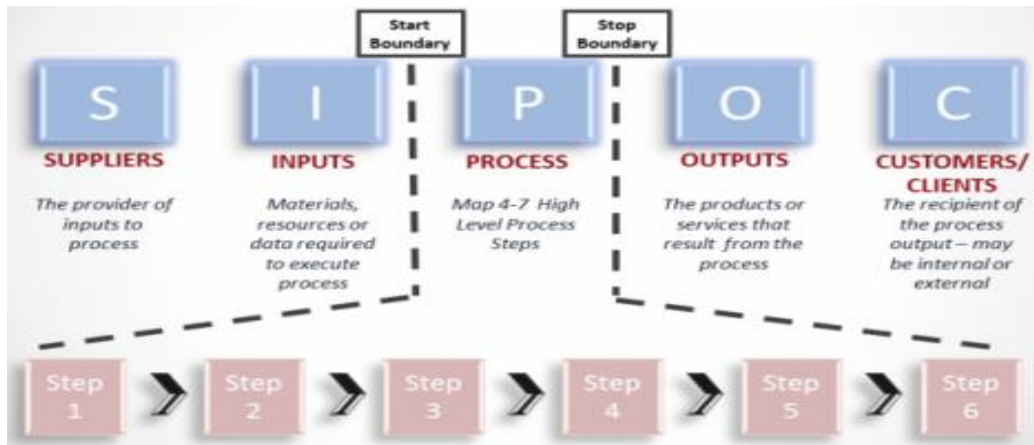 Start
Boundary
Stop
Boundary
S
I
P
O
C
SUPPLIERS
The provider of
inputs to
process
INPUTS
Materials,
resources or
data required
to execute
process
PROCESS
Map 4-7 High
Level Process
Steps
OUTPUTS
The products or
services that
result from the
process
CUSTOMERS/
CLIENTS
The recipient of
the process
output – may
be internal or
external
Step
1
Step
2
Step
3
Step
4
Step
5
Step
6